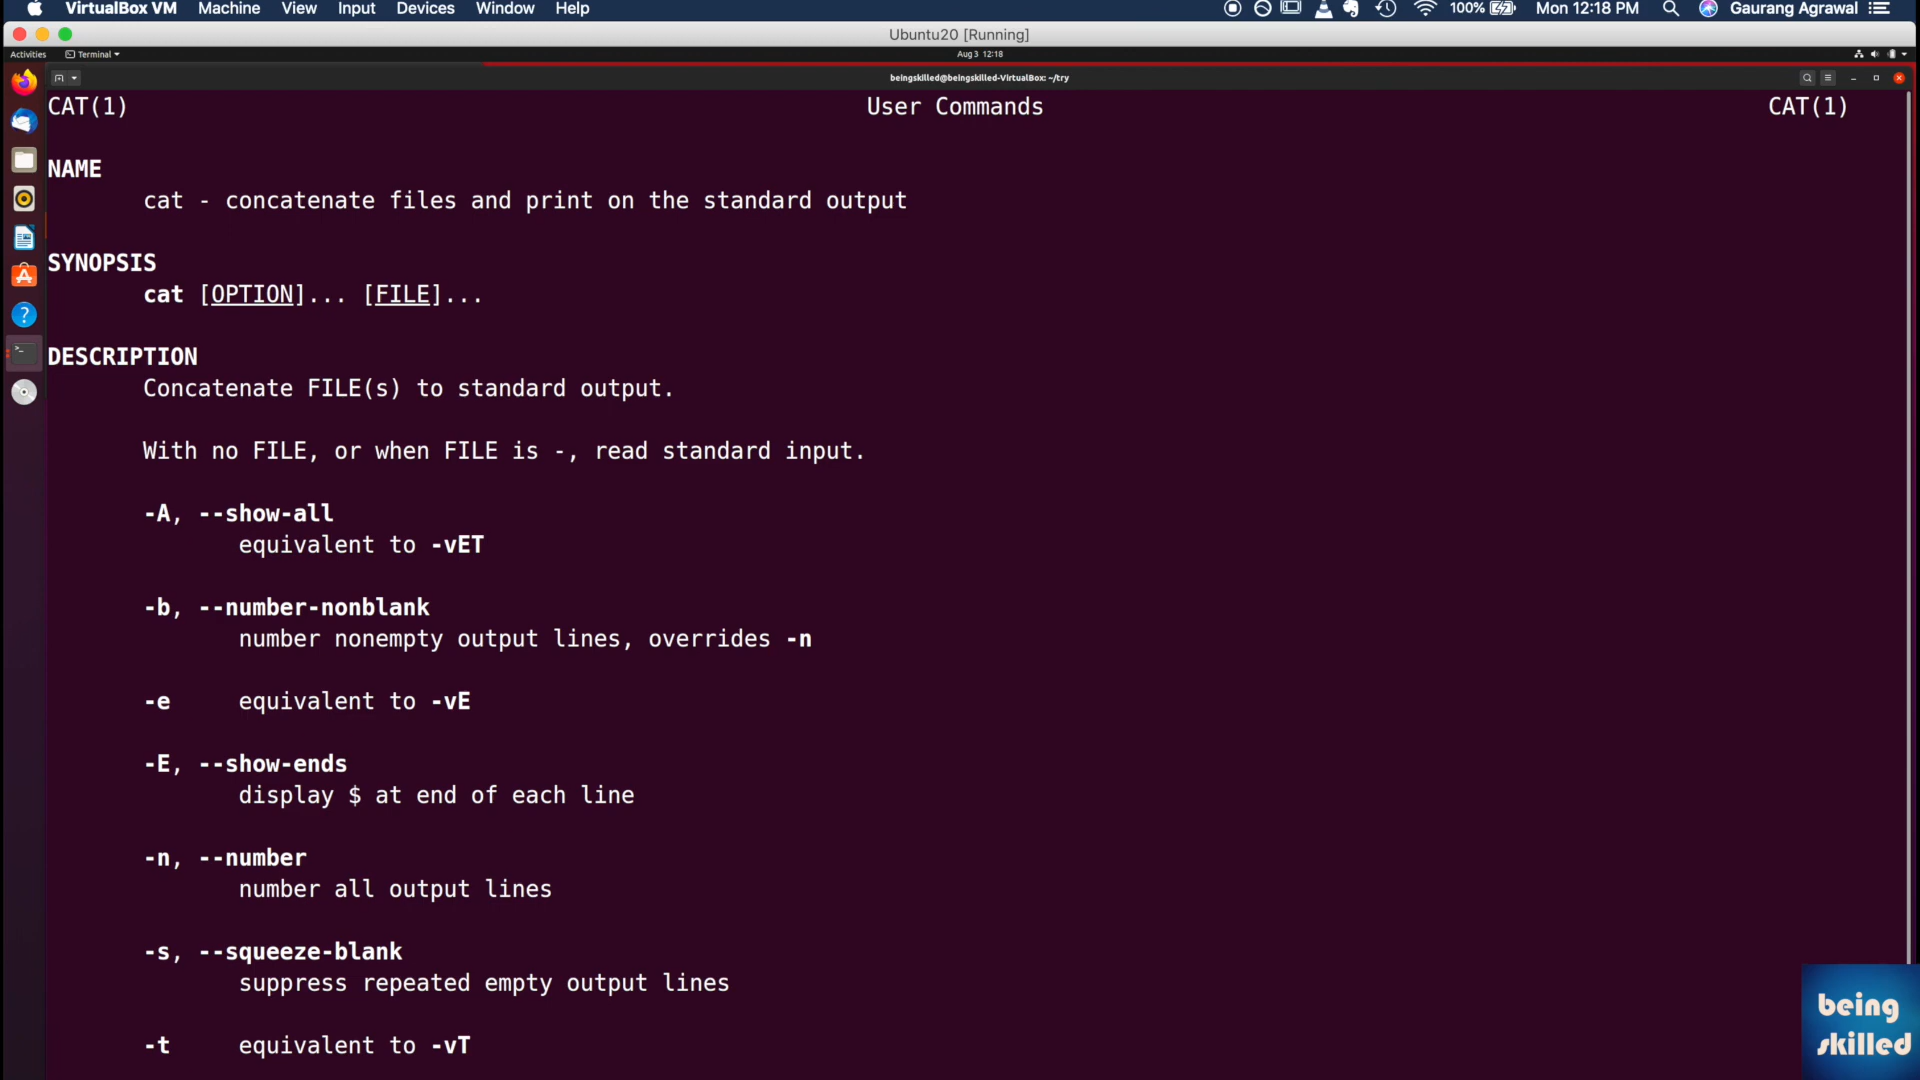 VirtualBox VM Machine View Input Devices Window Help 100% Mon 12:18 PM Gaurang Agrawal
Ubuntu20 [Running]
Activities Terminal Aug 3 12:18
beingskilled@beingskilled-VirtualBox: ~/try
CAT(1) User Commands CAT(1)
NAME
cat - concatenate files and print on the standard output
SYNOPSIS
cat [OPTION]... [FILE]...
DESCRIPTION
Concatenate FILE(s) to standard output.
With no FILE, or when FILE is -, read standard input.
-A, --show-all
equivalent to -vET
-b, --number-nonblank
number nonempty output lines, overrides -n
-e equivalent to -vE
-E, --show-ends
display $ at end of each line
-n, --number
number all output lines
-s, --squeeze-blank
suppress repeated empty output lines
-t equivalent to -vT
being
skilled